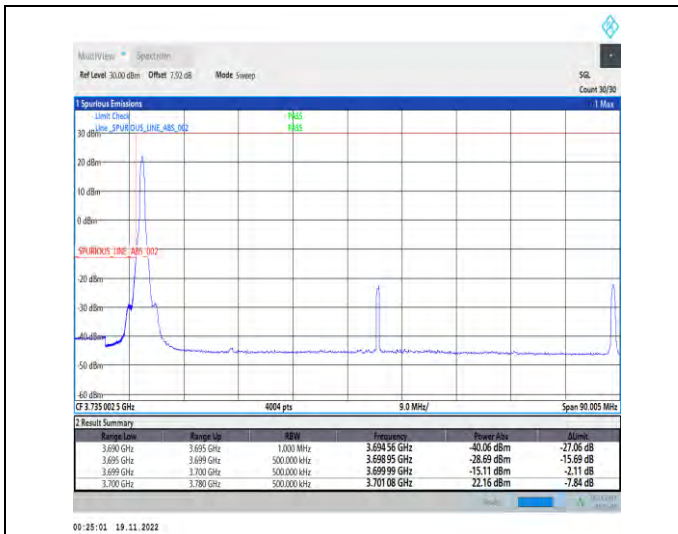 MultiView Spectrum
Ref Level 30.00 dBm Offset 7.92 dB Mode Sweep SGL
Count 30/30
1 Spurious Emissions 1 Max
Limit Check PASS
Line _SPURIOUS_LINE_ABS_002 PASS
30 dBm
20 dBm
10 dBm
0 dBm
_SPURIOUS_LINE_ABS_002
-20 dBm
-30 dBm
-40 dBm
-50 dBm
-60 dBm
CF 3.735 002 5 GHz 4004 pts 9.0 MHz/ Span 90.005 MHz
2 Result Summary
Range Low Range Up RBW Frequency Power Abs ΔLimit
3.690 GHz 3.695 GHz 1.000 MHz 3.694 56 GHz -40.06 dBm -27.06 dB
3.695 GHz 3.699 GHz 500.000 kHz 3.698 95 GHz -28.69 dBm -15.69 dB
3.699 GHz 3.700 GHz 500.000 kHz 3.699 99 GHz -15.11 dBm -2.11 dB
3.700 GHz 3.780 GHz 500.000 kHz 3.701 08 GHz 22.16 dBm -7.84 dB
00:25:01 19.11.2022